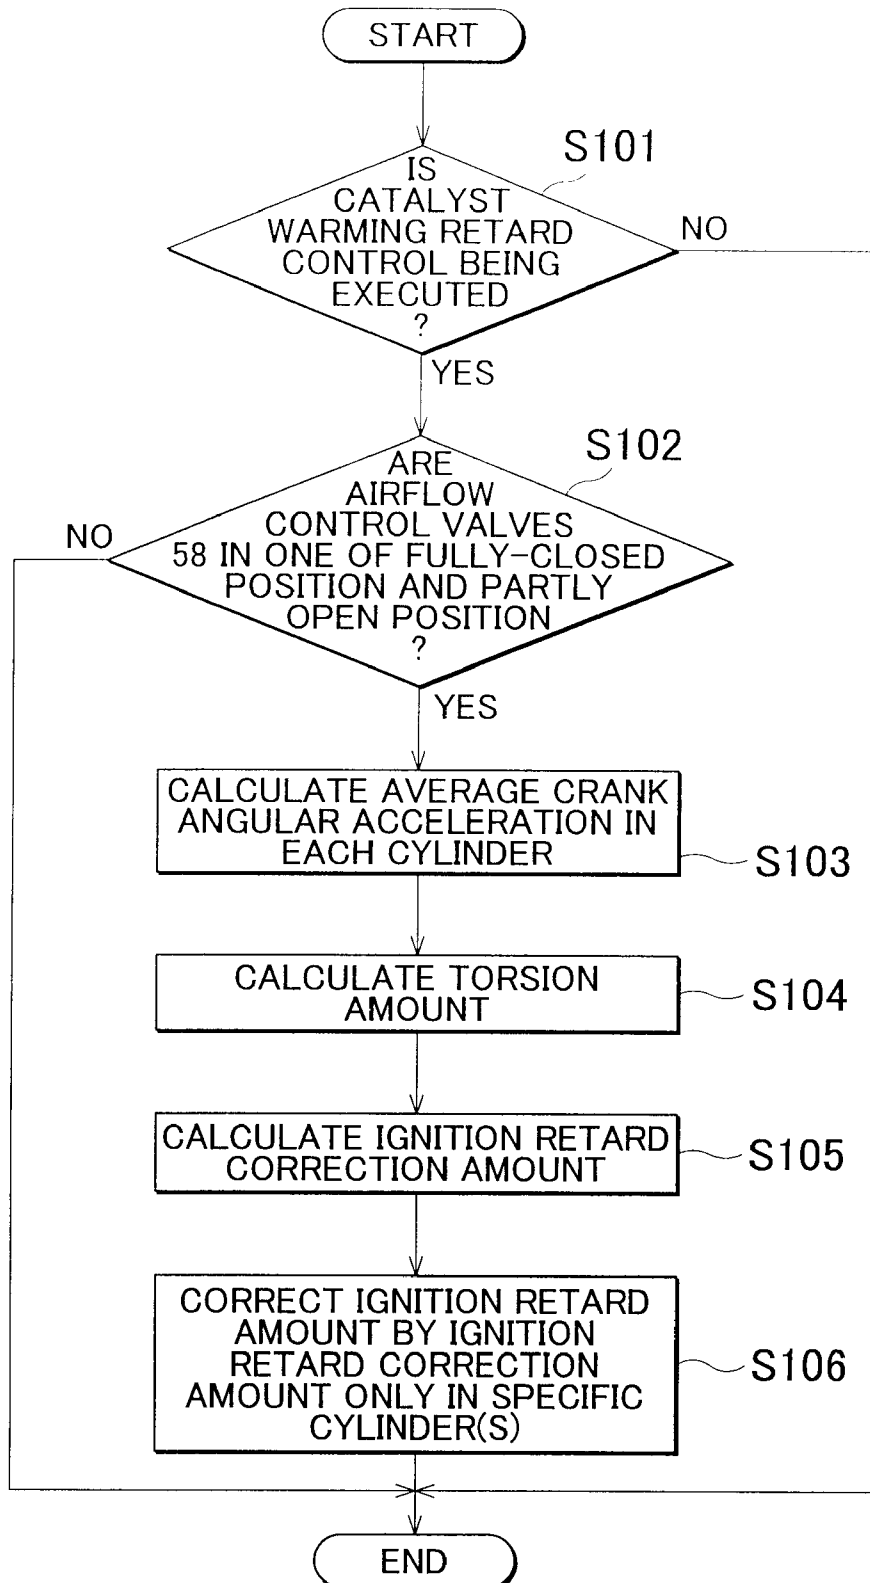 START
S101
IS
CATALYST
WARMING RETARD
CONTROL BEING
EXECUTED
?
NO
YES
S102
ARE
AIRFLOW
CONTROL VALVES
58 IN ONE OF FULLY-CLOSED
POSITION AND PARTLY
OPEN POSITION
?
NO
YES
CALCULATE AVERAGE CRANK
ANGULAR ACCELERATION IN
EACH CYLINDER
S103
CALCULATE TORSION
AMOUNT
S104
CALCULATE IGNITION RETARD
CORRECTION AMOUNT
S105
CORRECT IGNITION RETARD
AMOUNT BY IGNITION
RETARD CORRECTION
AMOUNT ONLY IN SPECIFIC
CYLINDER(S)
S106
END